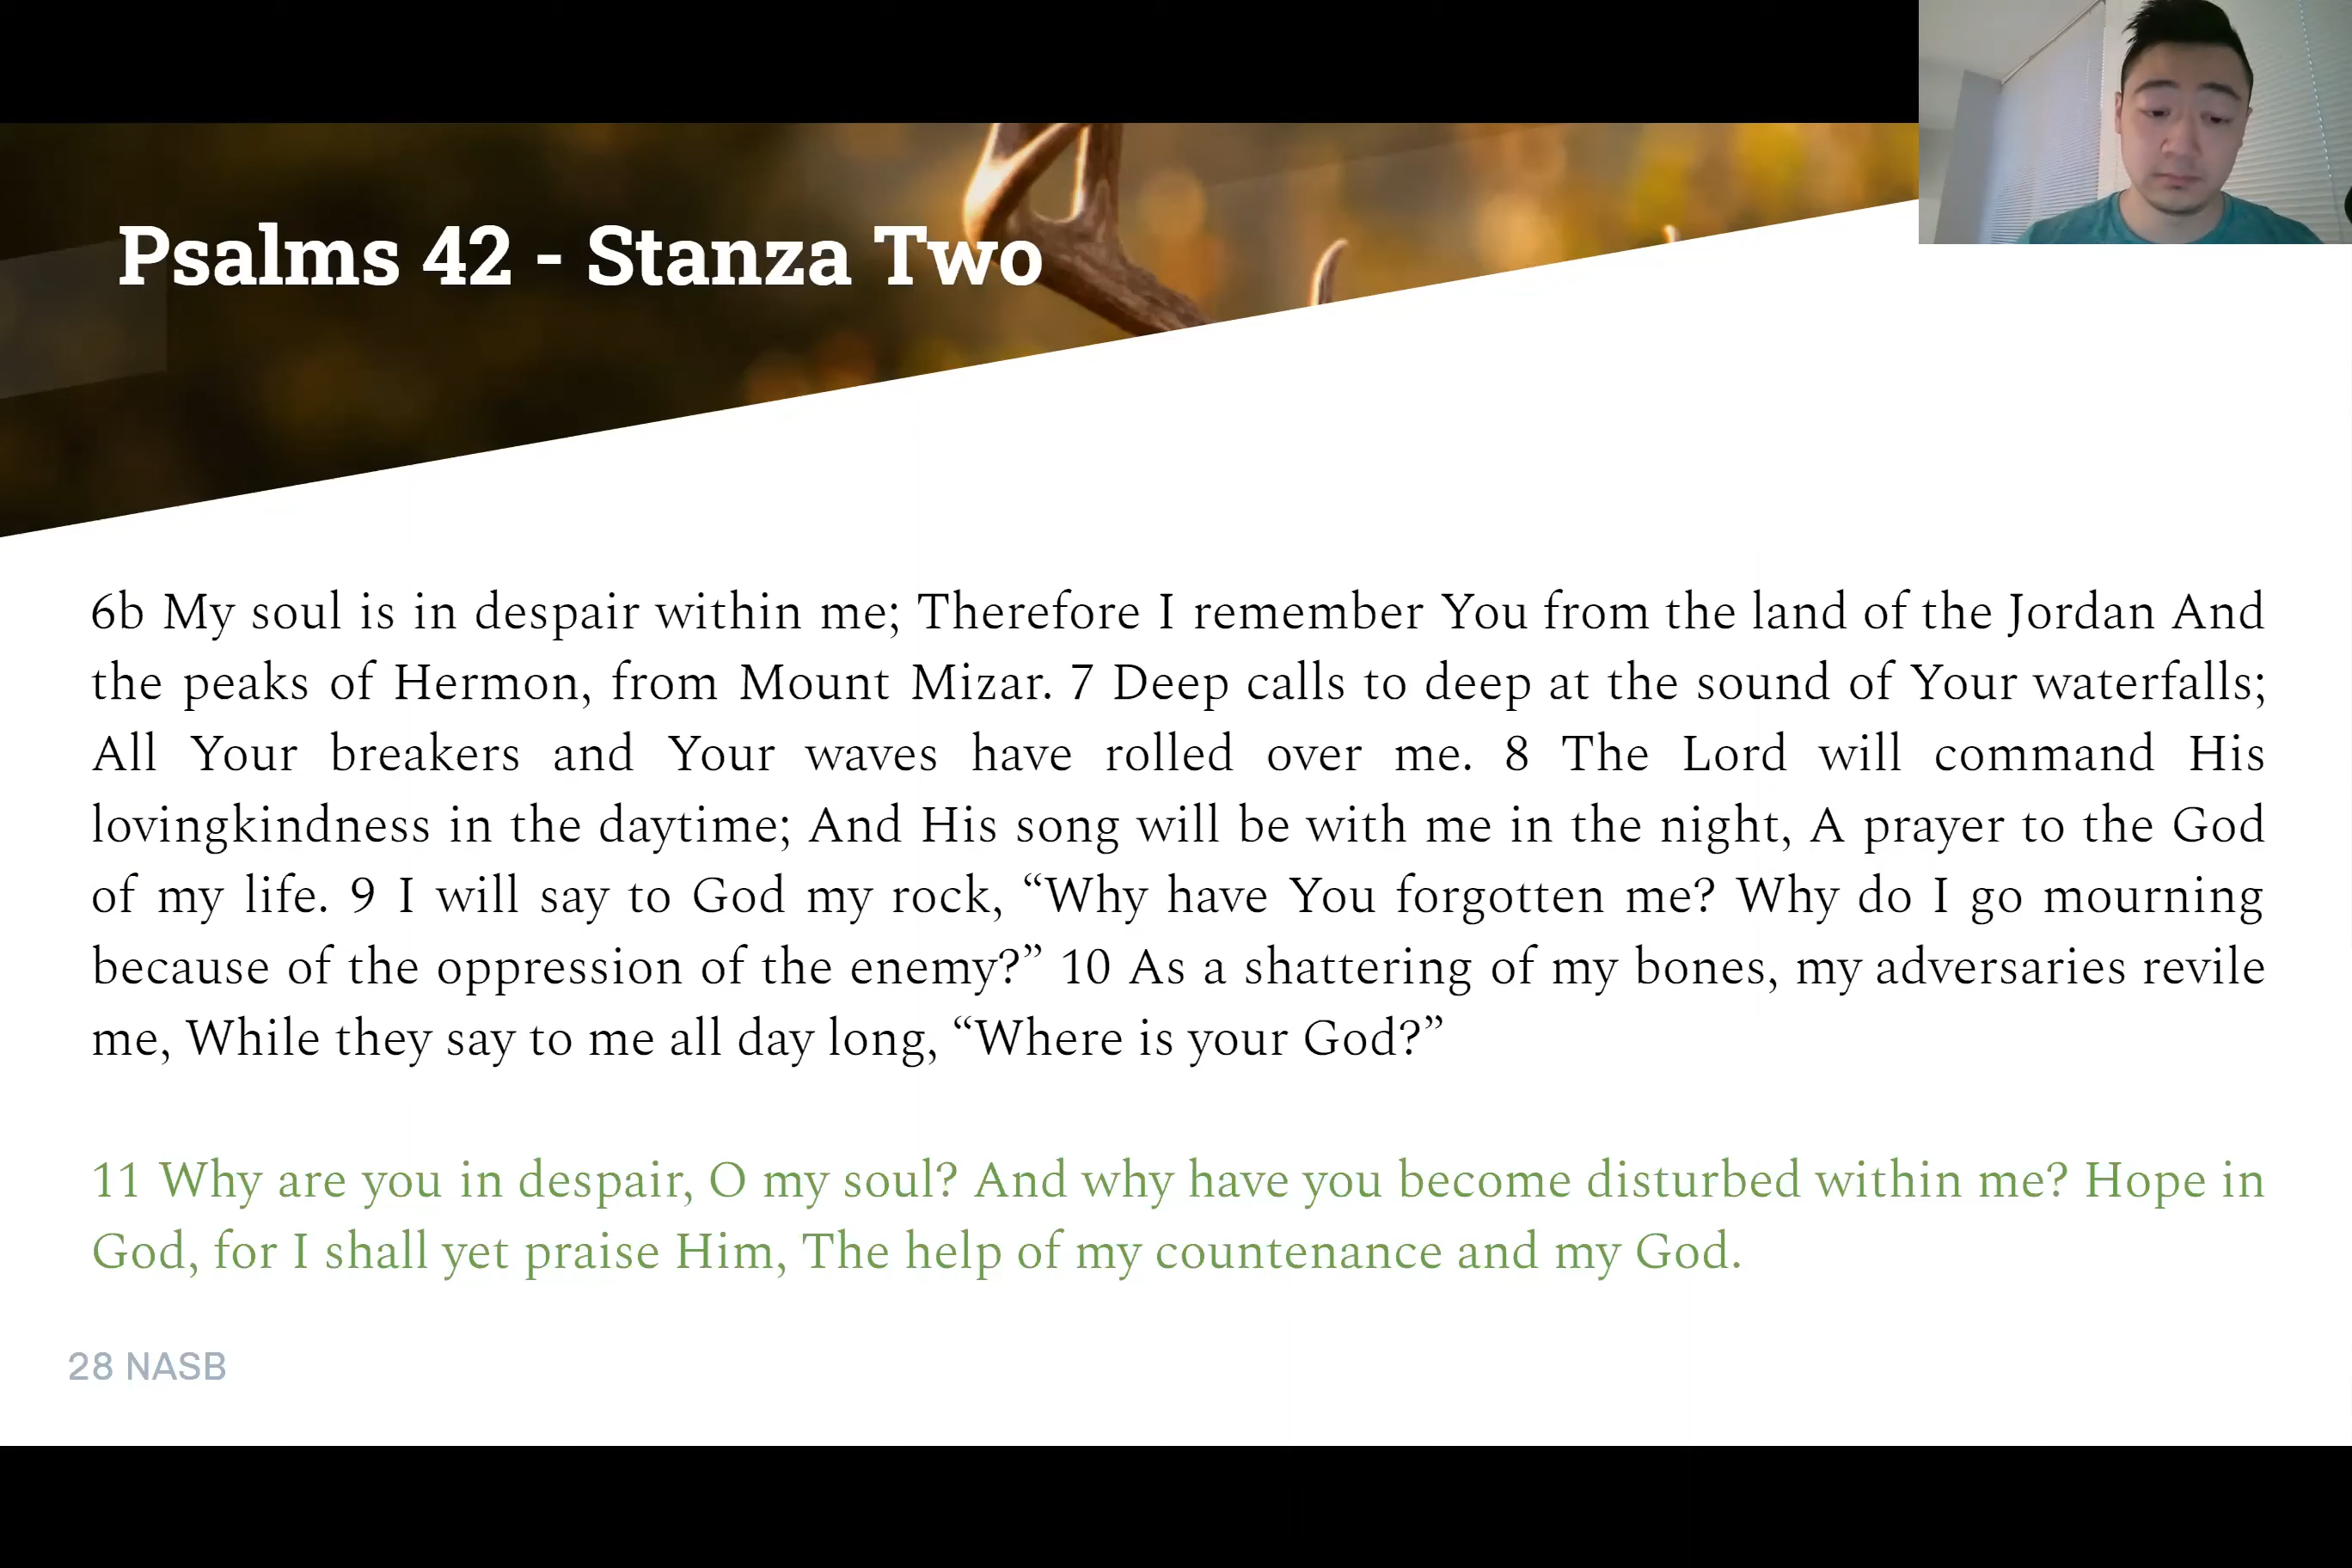 Psalms 42 - Stanza Two
6b My soul is in despair within me; Therefore I remember You from the land of the Jordan And
the peaks of Hermon, from Mount Mizar. 7 Deep calls to deep at the sound of Your waterfalls;
All Your breakers and Your waves have rolled over me. 8 The Lord will command His
lovingkindness in the daytime; And His song will be with me in the night, A prayer to the God
of my life. 9 I will say to God my rock, “Why have You forgotten me? Why do I go mourning
because of the oppression of the enemy?” 10 As a shattering of my bones, my adversaries revile
me, While they say to me all day long, “Where is your God?”
11 Why are you in despair, O my soul? And why have you become disturbed within me? Hope in
God, for I shall yet praise Him, The help of my countenance and my God.
28 NASB